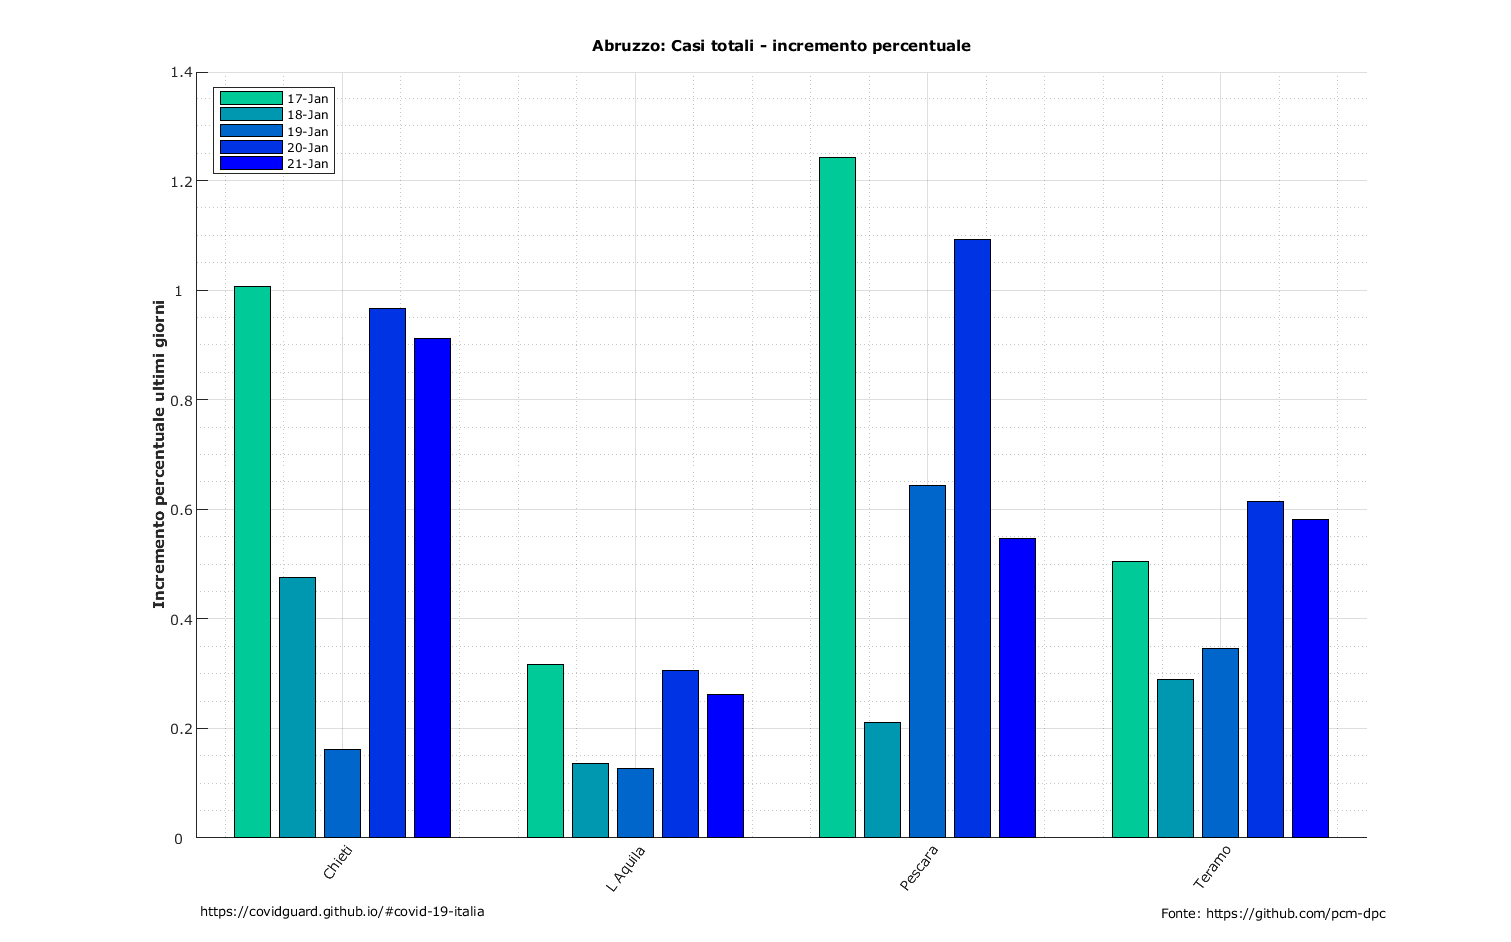 Abruzzo: Casi totali - incremento percentuale
1.4
1.2
1
0.8
0.6
0.4
0.2
0
Incremento percentuale ultimi giorni
17-Jan
18-Jan
19-Jan
20-Jan
21-Jan
Chieti
L Aquila
Pescara
Teramo
https://covidguard.github.io/#covid-19-italia
Fonte: https://github.com/pcm-dpc